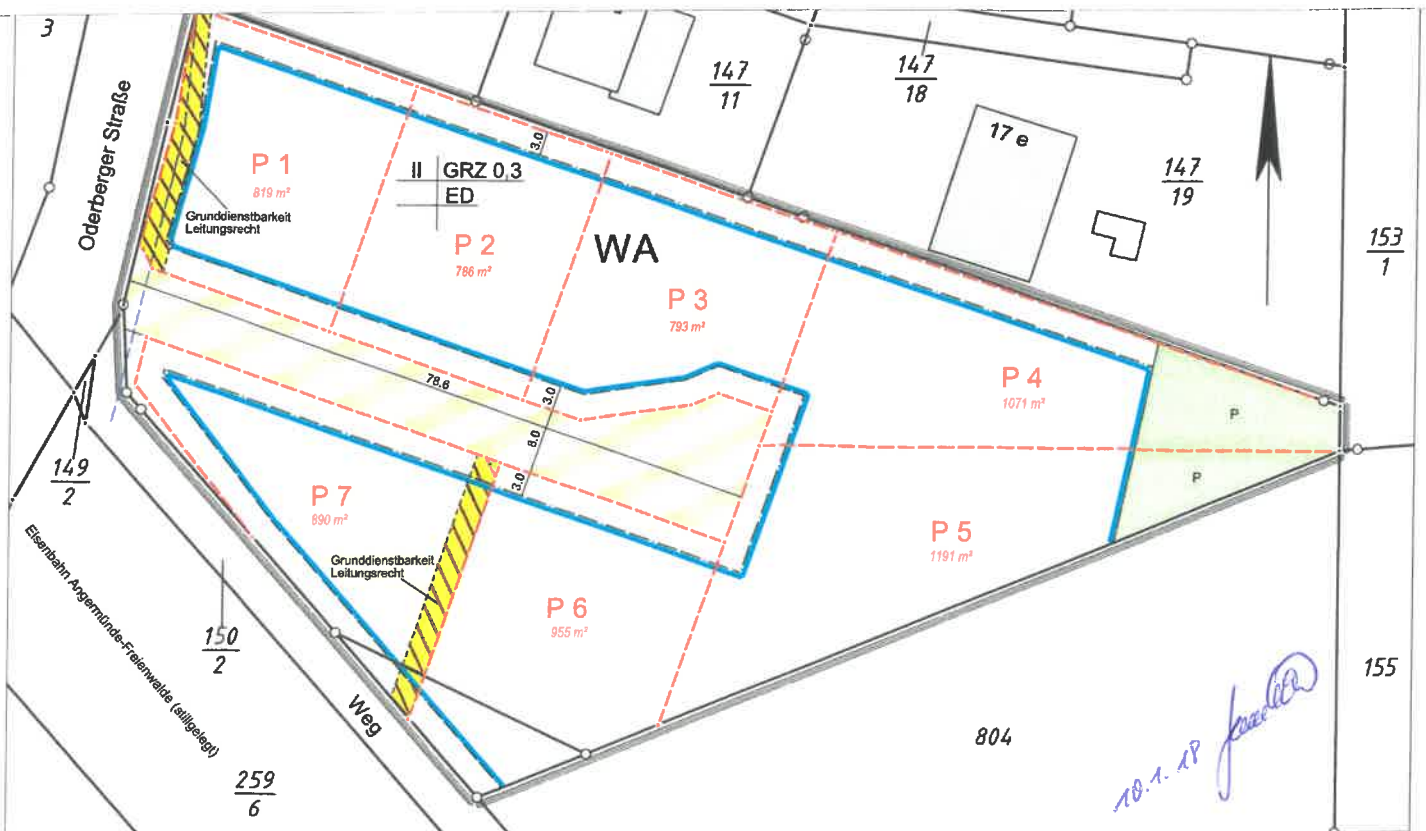 3
Oderberger Straße
147
11
147
18
17 e
147
19
153
1
3.0
P 1
819 m²
II GRZ 0,3
ED
Grunddienstbarkeit
Leitungsrecht
P 2
786 m²
WA
P 3
793 m²
P 4
1071 m²
P
P
78.6
3.0
8.0
3.0
149
2
P 7
890 m²
P 5
1191 m²
Grunddienstbarkeit
Leitungsrecht
P 6
955 m²
Eisenbahn Angermünde-Freienwalde (stillgelegt)
150
2
Weg
259
6
804
155
10.1.18